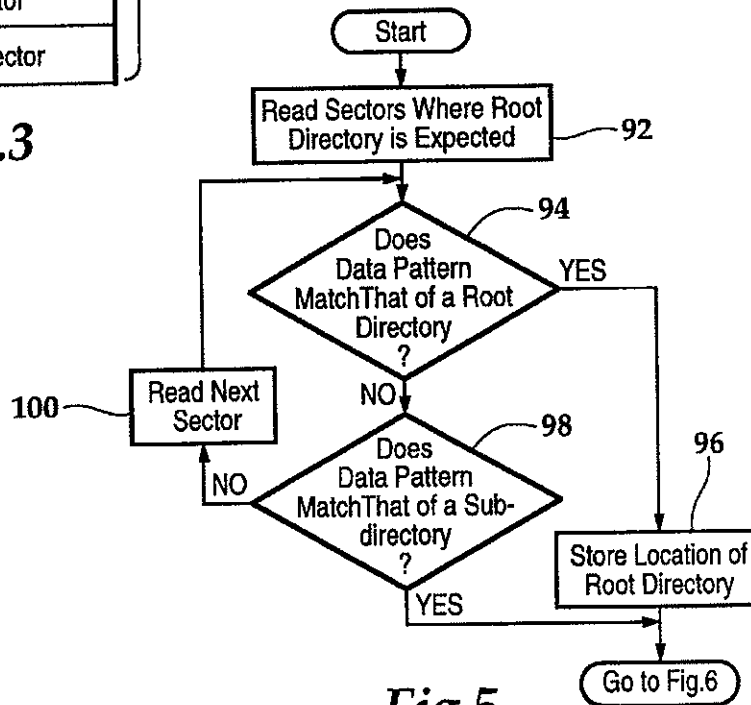 Start
Read Sectors Where Root
Directory is Expected
92
94
Does
Data Pattern
MatchThat of a Root
Directory
?
YES
NO
100
Read Next
Sector
NO
98
Does
Data Pattern
MatchThat of a Sub-
directory
?
YES
96
Store Location of
Root Directory
Go to Fig.6
Fig.5
.3
ector